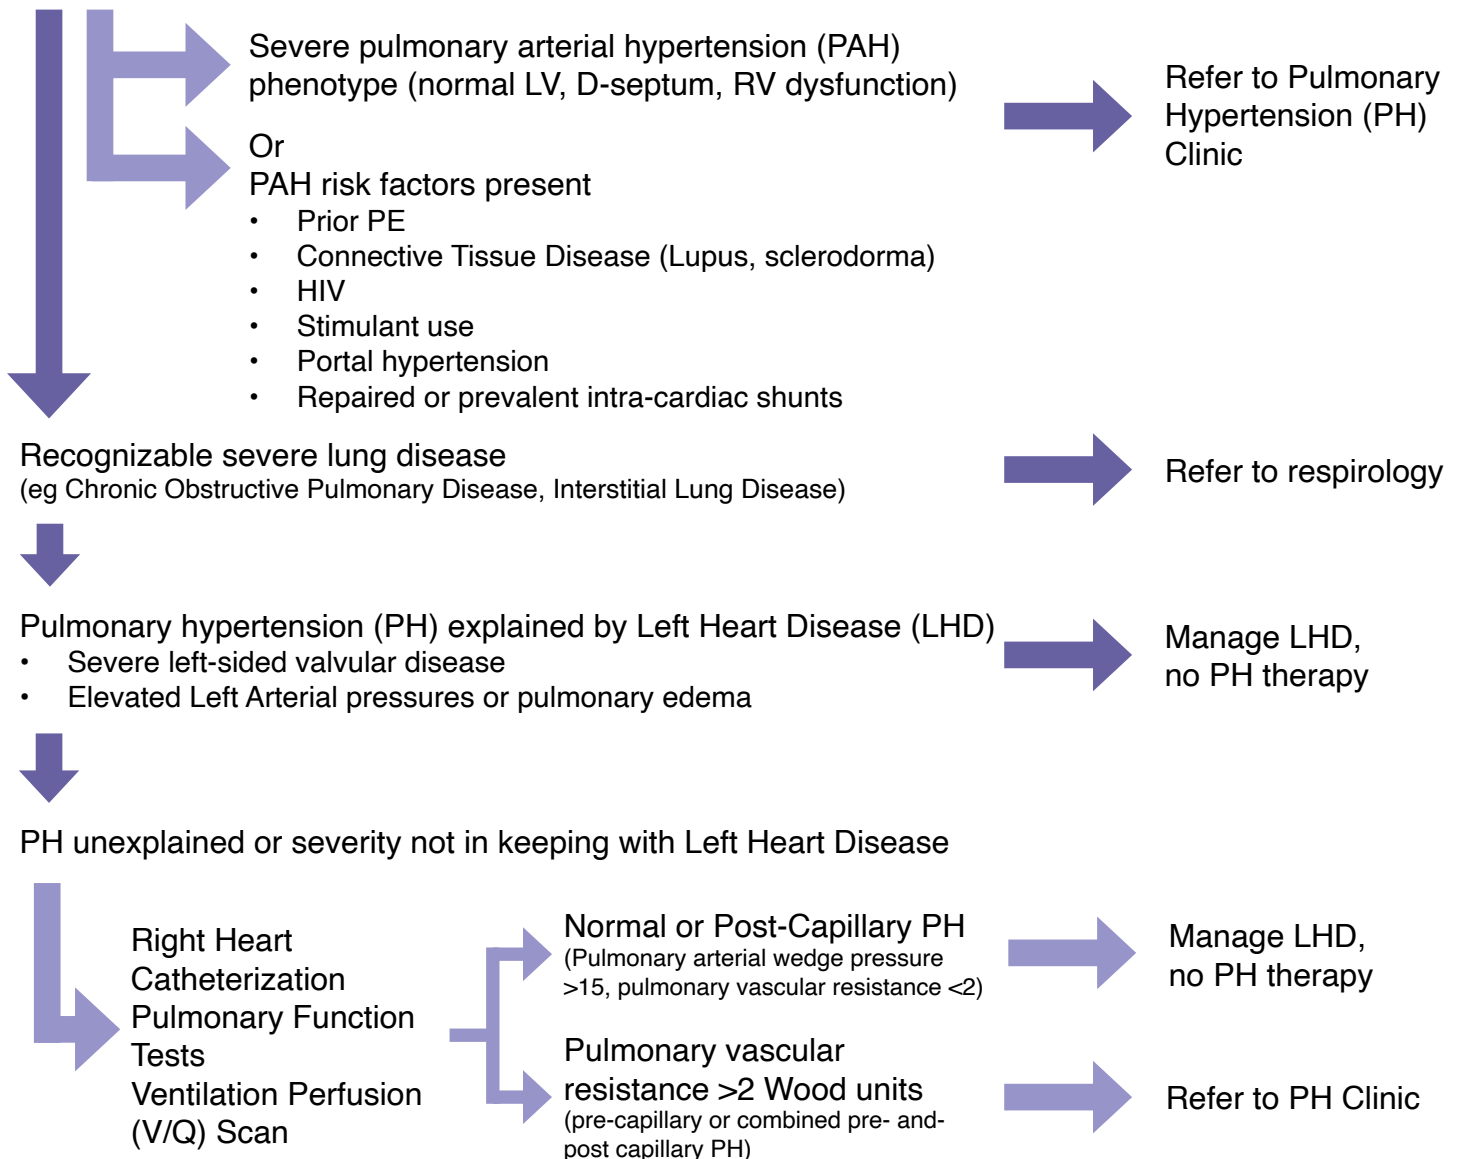 Severe pulmonary arterial hypertension (PAH)
phenotype (normal LV, D-septum, RV dysfunction)
Refer to Pulmonary
Hypertension (PH)
Clinic
Or
PAH risk factors present
• Prior PE
• Connective Tissue Disease (Lupus, sclerodorma)
• HIV
• Stimulant use
• Portal hypertension
• Repaired or prevalent intra-cardiac shunts
Recognizable severe lung disease
(eg Chronic Obstructive Pulmonary Disease, Interstitial Lung Disease)
Refer to respirology
Pulmonary hypertension (PH) explained by Left Heart Disease (LHD)
• Severe left-sided valvular disease
• Elevated Left Arterial pressures or pulmonary edema
Manage LHD,
no PH therapy
PH unexplained or severity not in keeping with Left Heart Disease
Right Heart
Catheterization
Pulmonary Function
Tests
Ventilation Perfusion
(V/Q) Scan
Normal or Post-Capillary PH
(Pulmonary arterial wedge pressure
>15, pulmonary vascular resistance <2)
Manage LHD,
no PH therapy
Pulmonary vascular
resistance >2 Wood units
(pre-capillary or combined pre- and-
post capillary PH)
Refer to PH Clinic